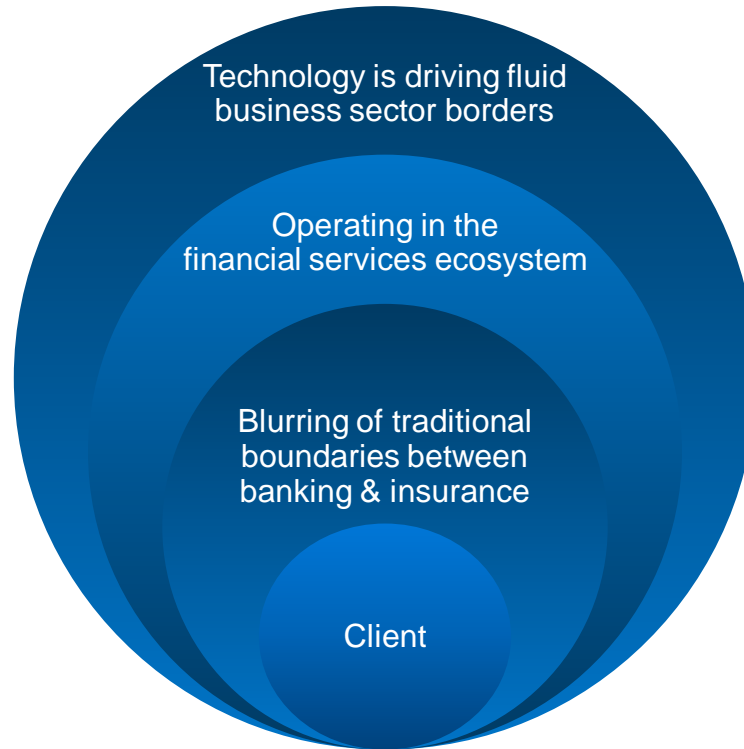 Technology is driving fluid
business sector borders
Operating in the
financial services ecosystem
Blurring of traditional
boundaries between
banking & insurance
Client